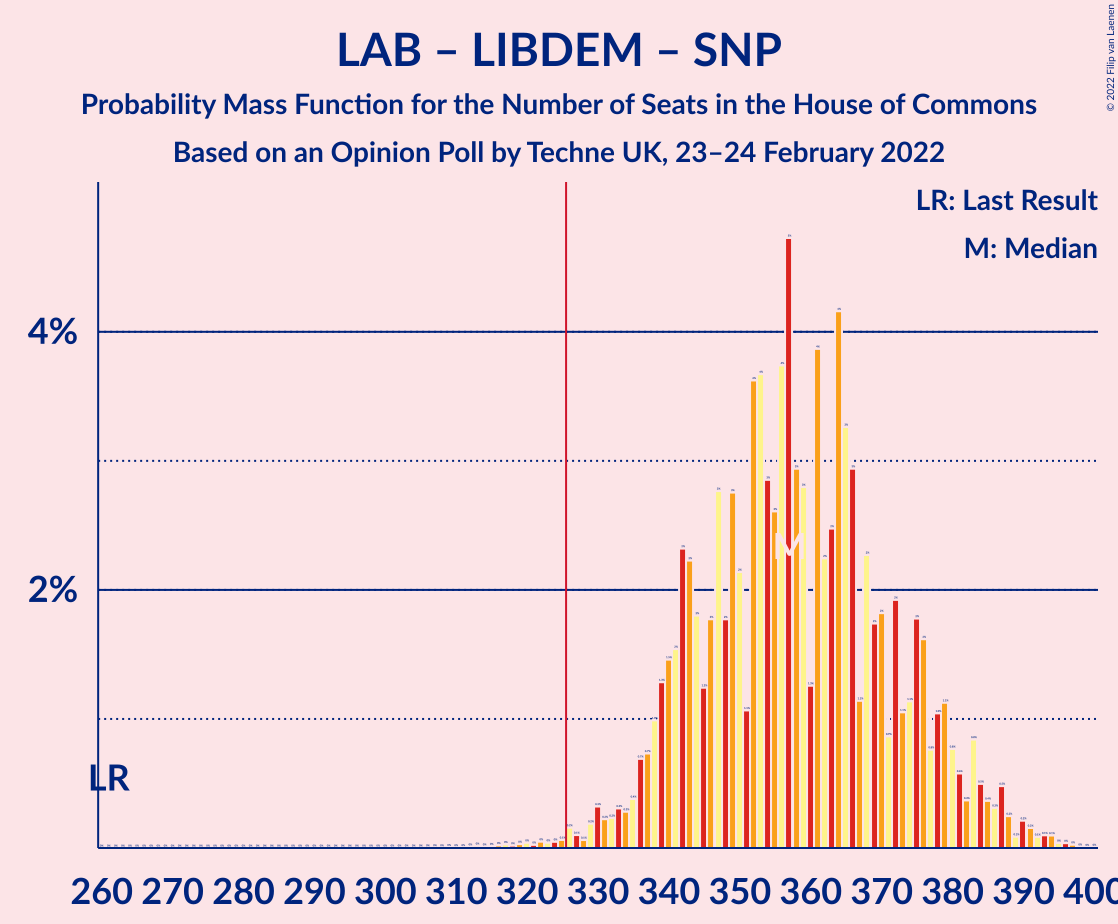 LAB – LIBDEM – SNP
Probability Mass Function for the Number of Seats in the House of Commons
Based on an Opinion Poll by Techne UK, 23–24 February 2022
© 2022 Filip van Laenen
LR: Last Result
M: Median
4%
2%
M
LR
260 270 280 290 300 310 320 330 340 350 360 370 380 390 400